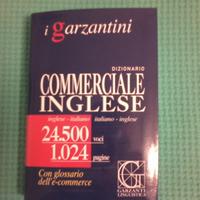 i garzantini
DIZIONARIO
COMMERCIALE
INGLESE
inglese - italiano italiano - inglese
24.500 voci
1.024 pagine
Con glossario
dell'e-commerce
GARZANTI
LINGUISTICA